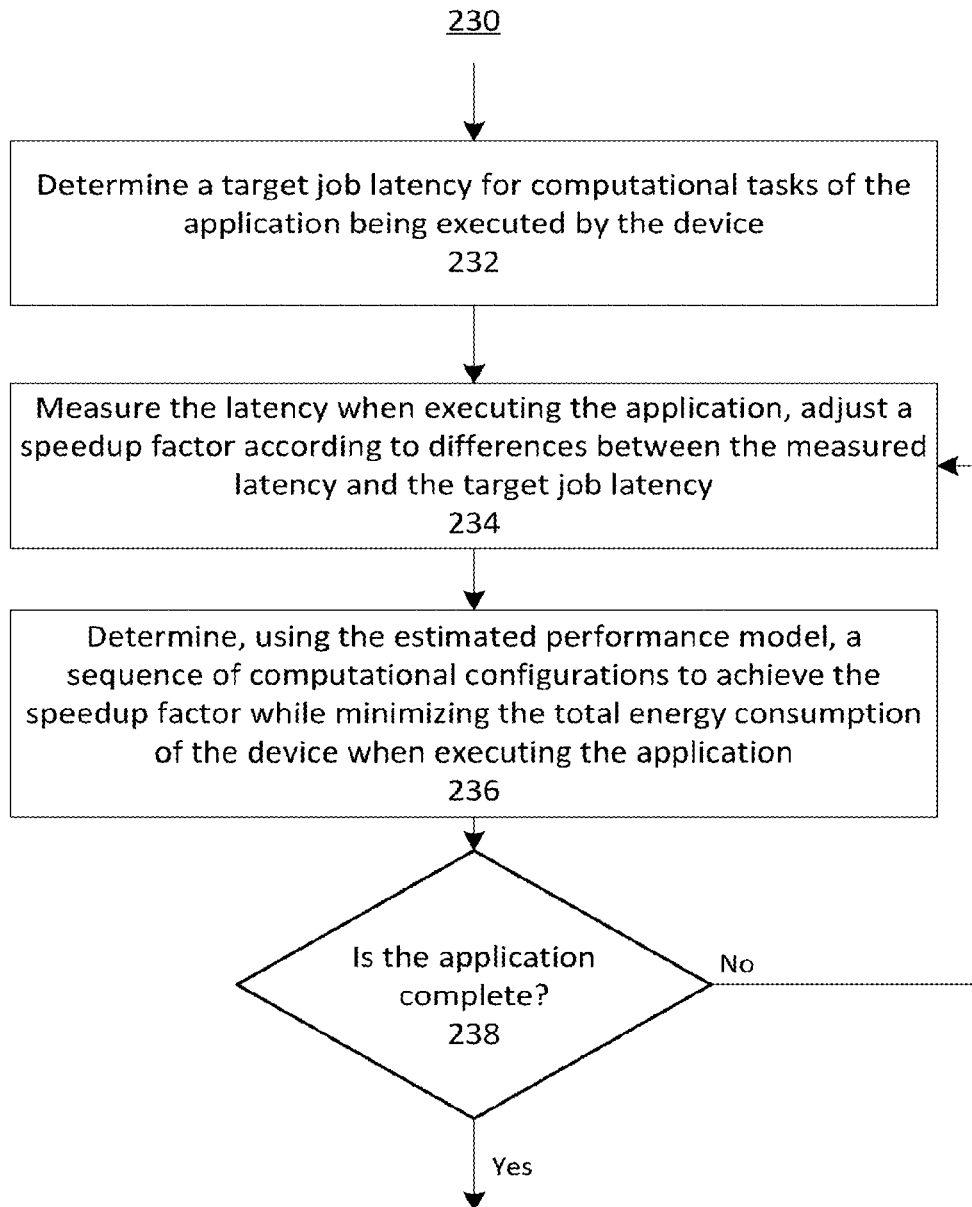 230
Determine a target job latency for computational tasks of the
application being executed by the device
232
Measure the latency when executing the application, adjust a
speedup factor according to differences between the measured
latency and the target job latency
234
Determine, using the estimated performance model, a
sequence of computational configurations to achieve the
speedup factor while minimizing the total energy consumption
of the device when executing the application
236
Is the application
complete?
238
No
Yes